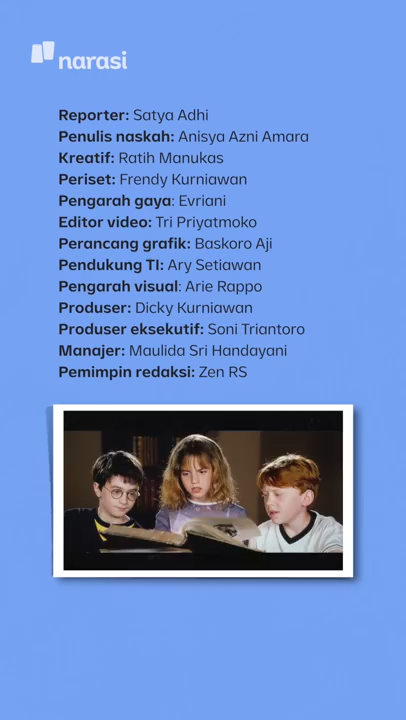 narasi
Reporter: Satya Adhi
Penulis naskah: Anisya Azni Amara
Kreatif: Ratih Manukas
Periset: Frendy Kurniawan
Pengarah gaya: Evriani
Editor video: Tri Priyatmoko
Perancang grafik: Baskoro Aji
Pendukung TI: Ary Setiawan
Pengarah visual: Arie Rappo
Produser: Dicky Kurniawan
Produser eksekutif: Soni Triantoro
Manajer: Maulida Sri Handayani
Pemimpin redaksi: Zen RS